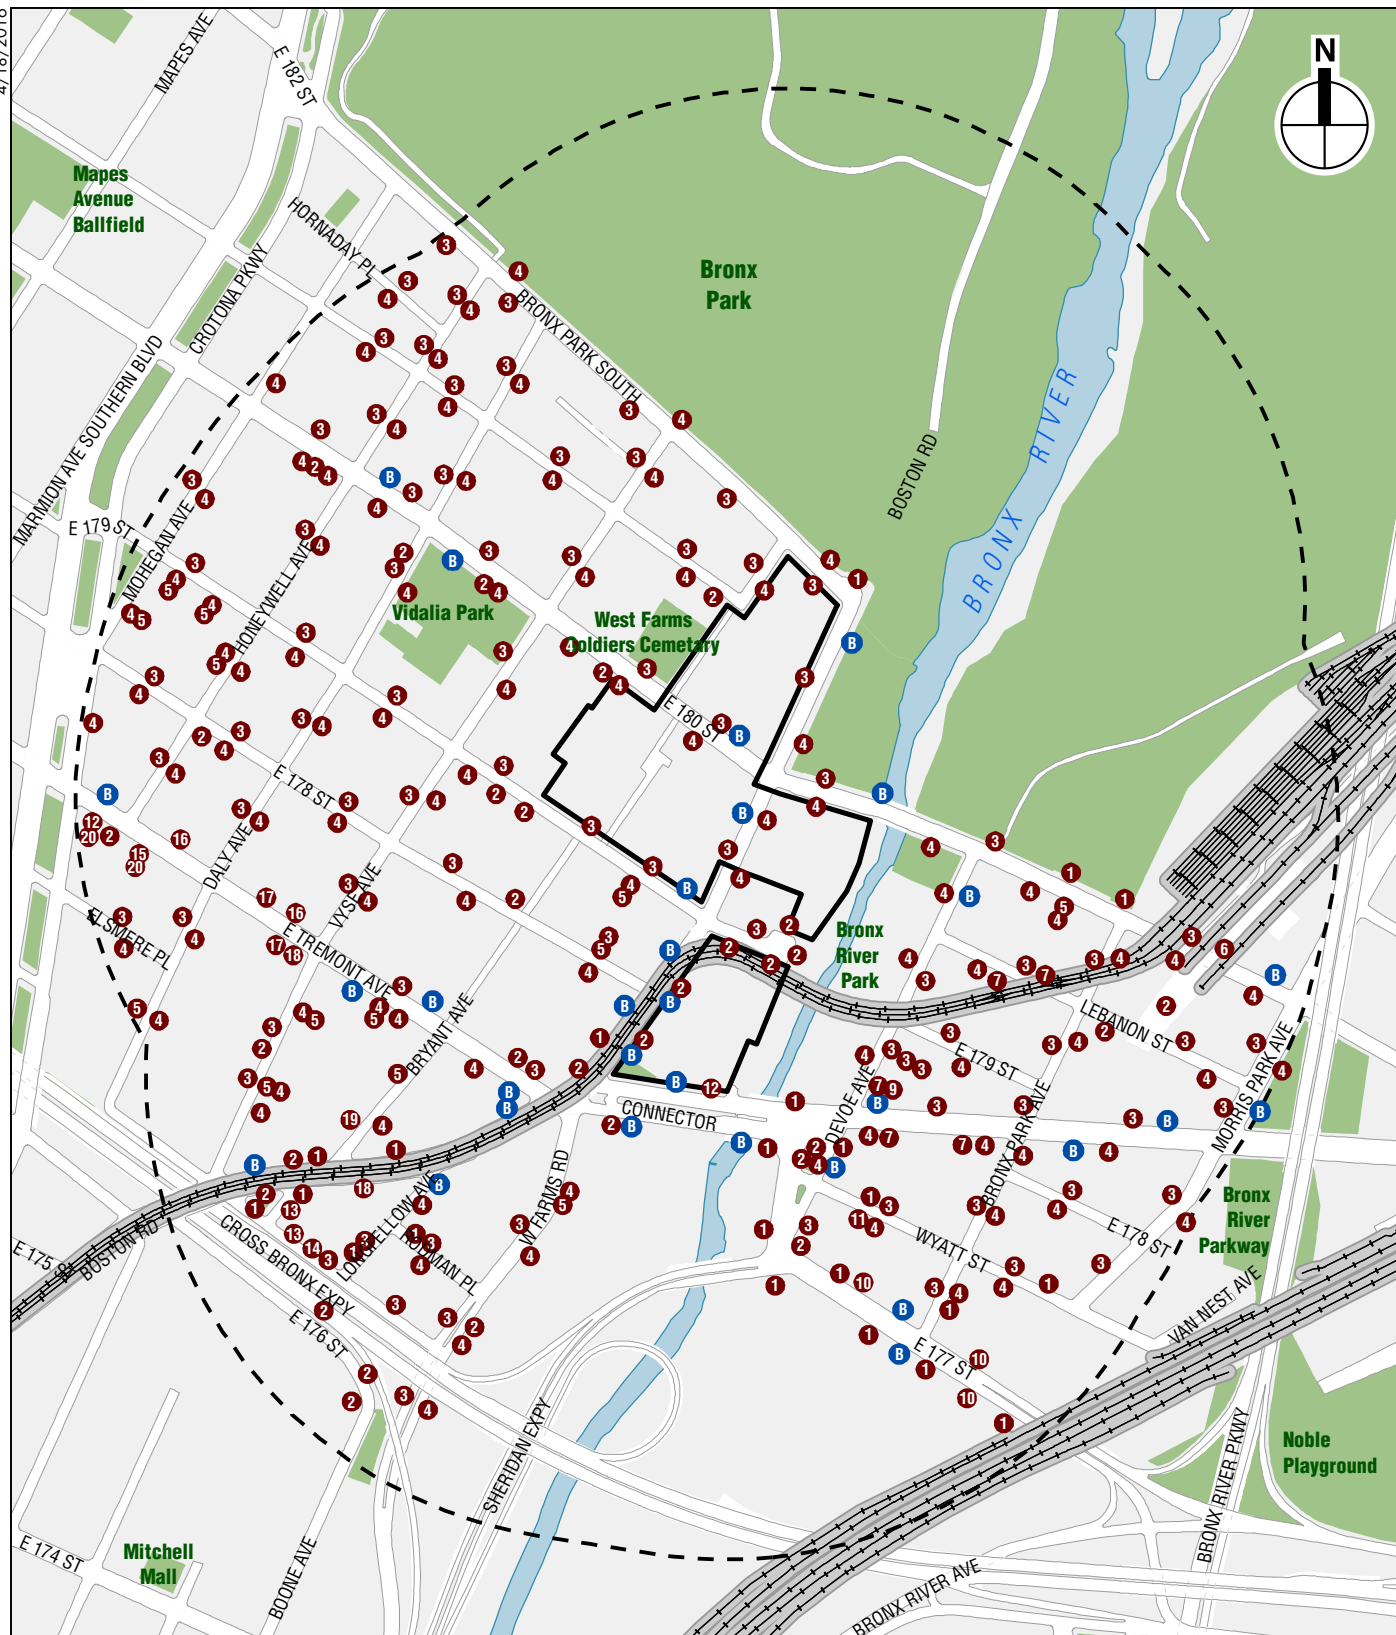 4/18/2018
N
MAPES AVE
E 182 ST
Mapes
Avenue
Ballfield
HORNADAY PL
CROTONA PKWY
Bronx
Park
BRONX PARK SOUTH
MARMION AVE SOUTHERN BLVD
BOSTON RD
BRONX RIVER
E 179 ST
MOHEGAN AVE
HONEYWELL AVE
Vidalia Park
West Farms
Soldiers Cemetary
E 180 ST
E 178 ST
DALY AVE
VYSE AVE
ELSMERE PL
E TREMONT AVE
Bronx
River
Park
BRYANT AVE
LEBANON ST
E 179 ST
MORRIS PARK AVE
CONNECTOR
DEVOE AVE
BRONX PARK AVE
W FARMS RD
LONGFELLOW AVE
RODMAN PL
Bronx
River
Parkway
E 178 ST
WYATT ST
CROSS BRONX EXPY
E 175 ST
BOSTON RD
E 176 ST
VAN NEST AVE
E 177 ST
SHERIDAN EXPY
Noble
Playground
BRONX RIVER PKWY
E 174 ST
Mitchell
Mall
BOONE AVE
BRONX RIVER AVE